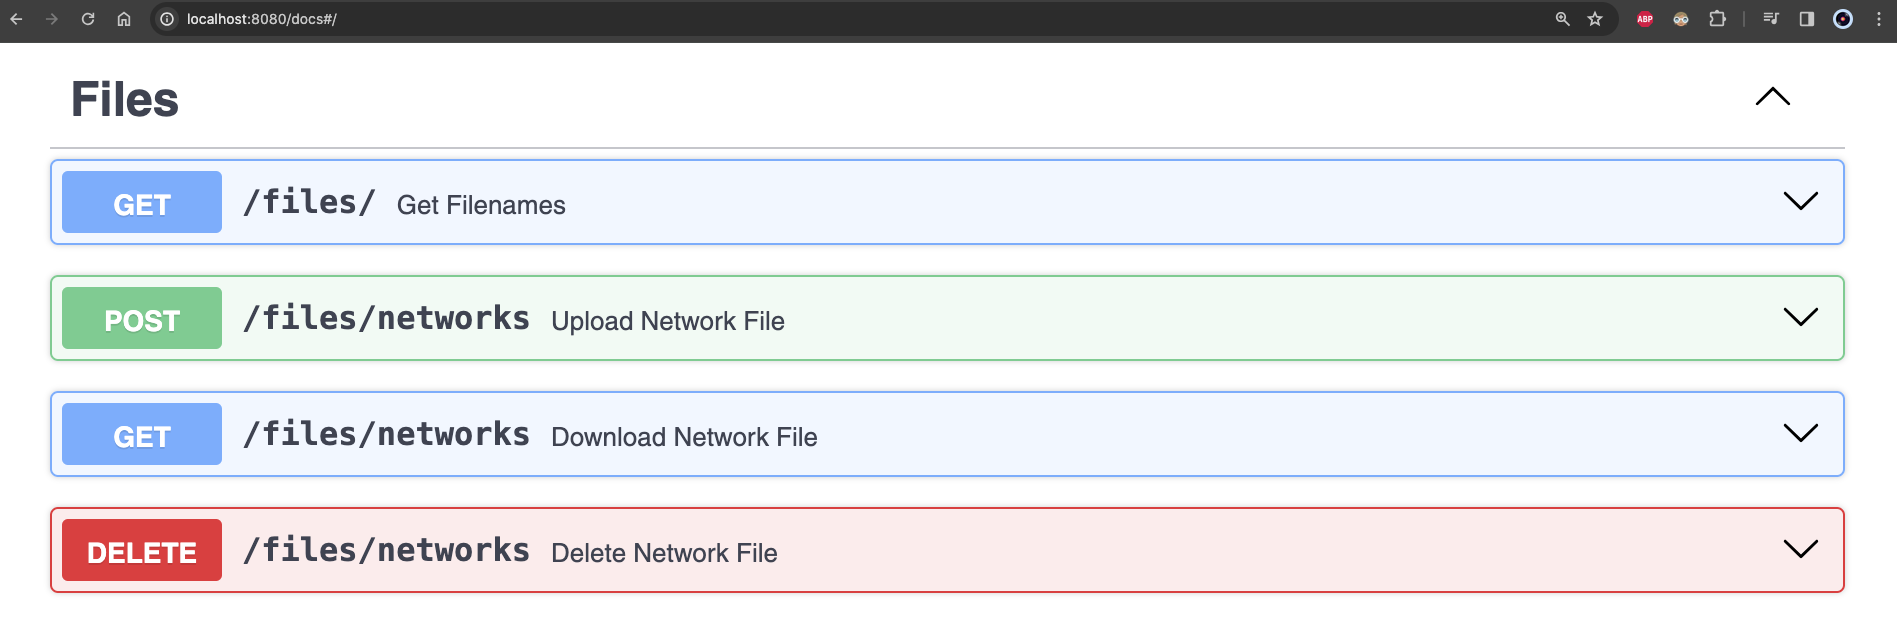 localhost:8080/docs#/
ABP
Files
GET /files/ Get Filenames
POST /files/networks Upload Network File
GET /files/networks Download Network File
DELETE /files/networks Delete Network File